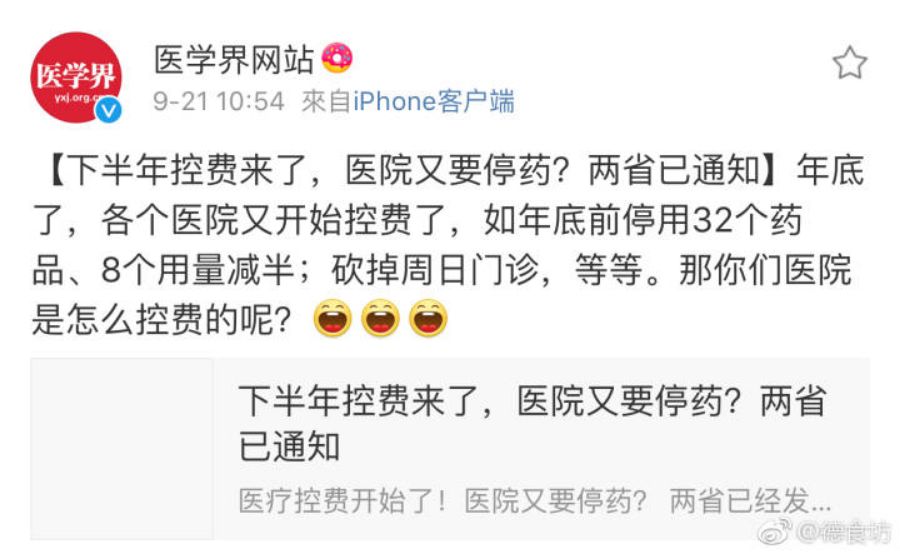 医学界
yxj.org.c
医学界网站
9-21 10:54 來自iPhone客户端
【下半年控费来了，医院又要停药？两省已通知】年底
了，各个医院又开始控费了，如年底前停用32个药
品、8个用量减半；砍掉周日门诊，等等。那你们医院
是怎么控费的呢？
下半年控费来了，医院又要停药？两省
已通知
医疗控费开始了！医院又要停药？ 两省已经发...
@德食坊